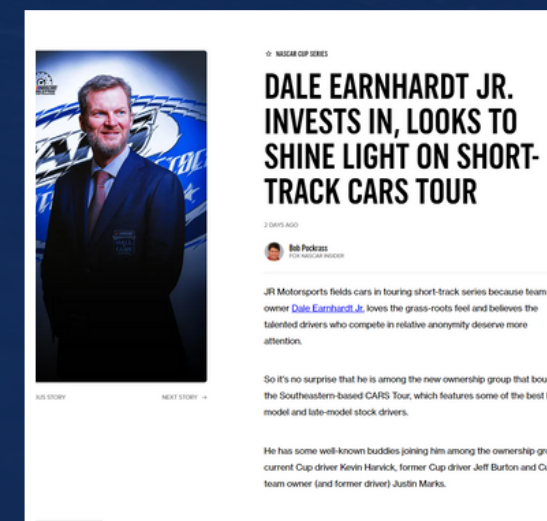 NASCAR CUP SERIES
DALE EARNHARDT JR.
INVESTS IN, LOOKS TO
SHINE LIGHT ON SHORT-
TRACK CARS TOUR
2 DAYS AGO
Bob Pockrass
FOX NASCAR INSIDER
JR Motorsports fields cars in touring short-track series because team
owner Dale Earnhardt Jr. loves the grass-roots feel and believes the
talented drivers who compete in relative anonymity deserve more
attention.
So it's no surprise that he is among the new ownership group that bou
the Southeastern-based CARS Tour, which features some of the best
model and late-model stock drivers.
He has some well-known buddies joining him among the ownership gr
current Cup driver Kevin Harvick, former Cup driver Jeff Burton and Cu
team owner (and former driver) Justin Marks.
OUS STORY
NEXT STORY →